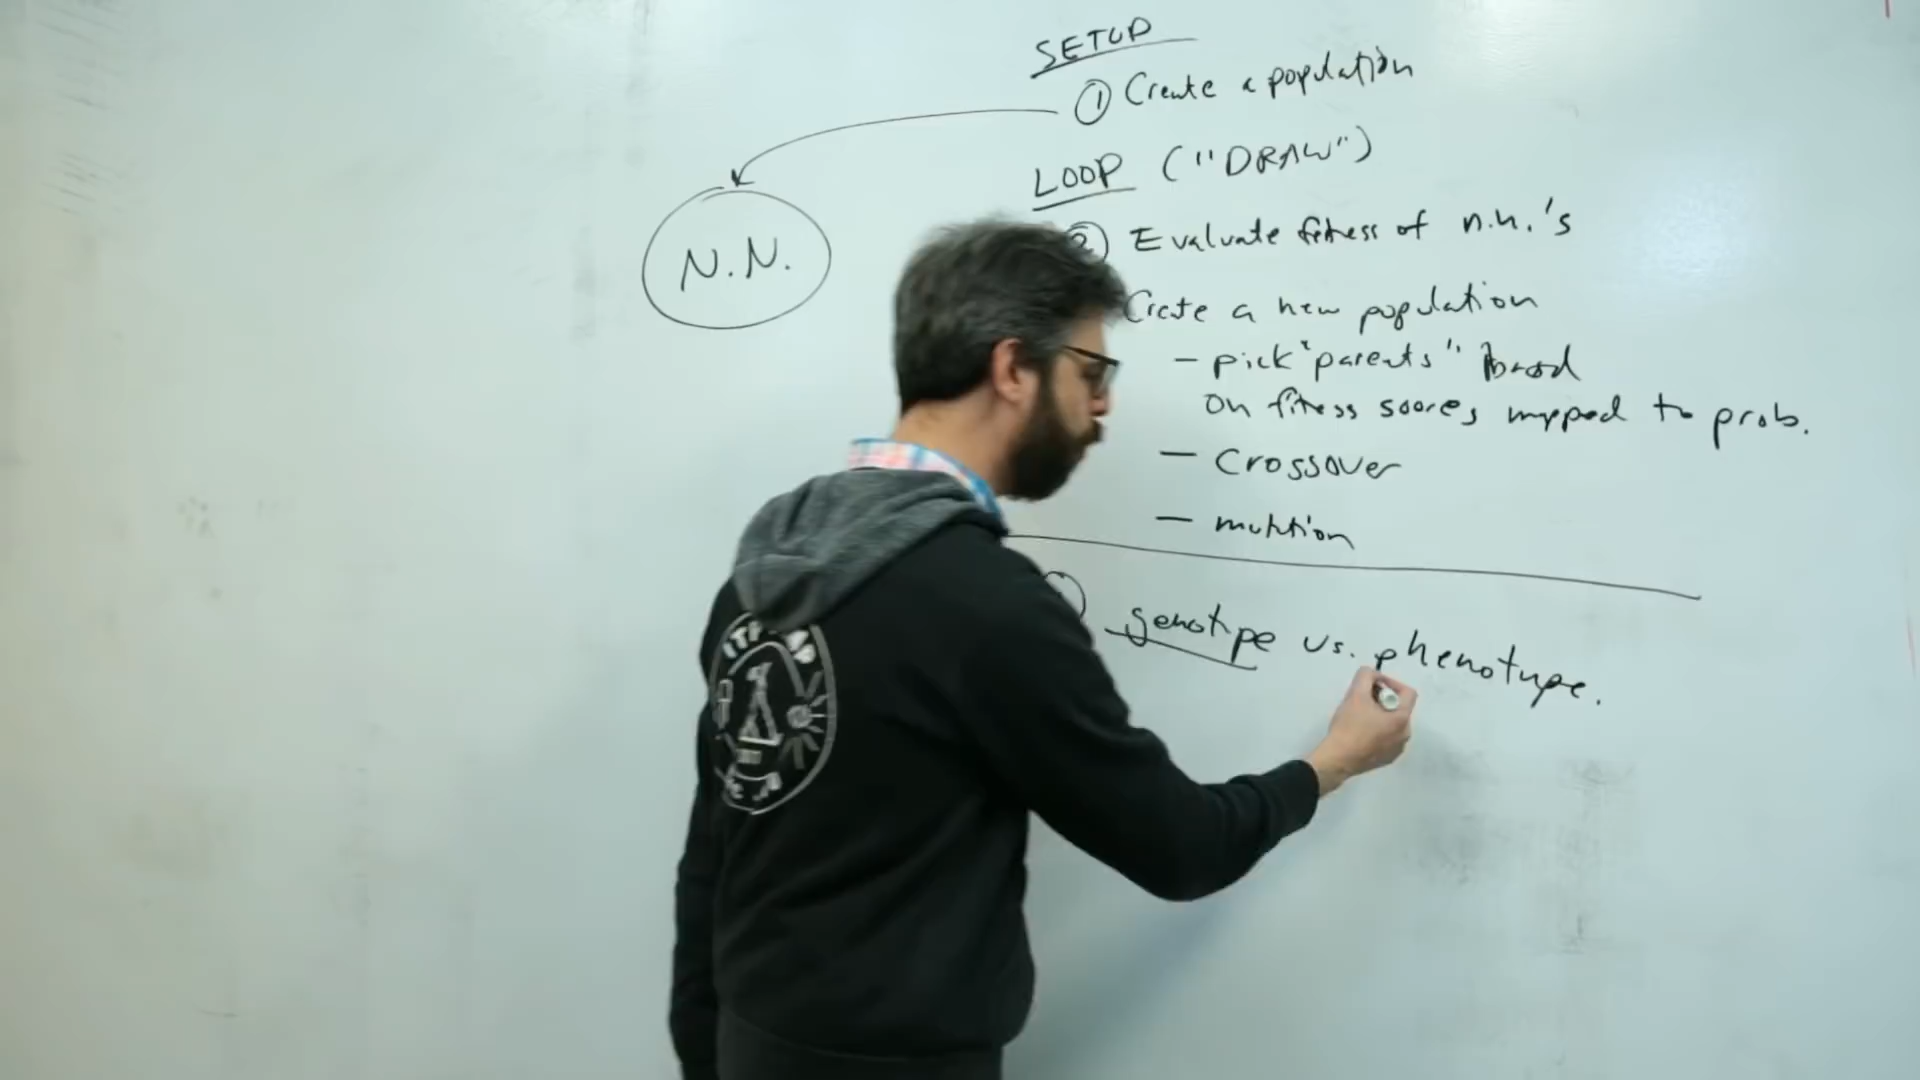 SETUP
① Create a population
LOOP ("DRAW")
② Evaluate fitness of n.n.'s
N.N.
Create a new population
- pick "parents" based
on fitness scores mapped to prob.
- Crossover
- mutation
genotype vs. phenotype.